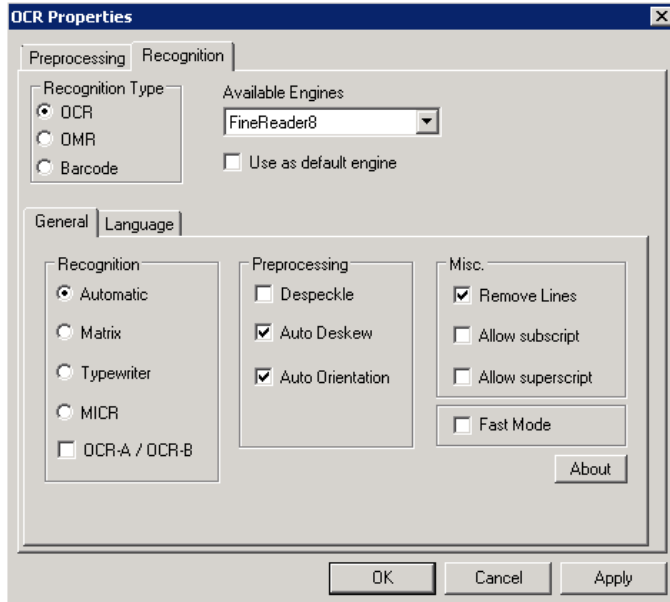 OCR Properties
Preprocessing
Recognition
Recognition Type
OCR
OMR
Barcode
Available Engines
FineReader8
Use as default engine
General
Language
Recognition
Automatic
Matrix
Typewriter
MICR
OCR-A / OCR-B
Preprocessing
Despeckle
Auto Deskew
Auto Orientation
Misc.
Remove Lines
Allow subscript
Allow superscript
Fast Mode
About
OK
Cancel
Apply